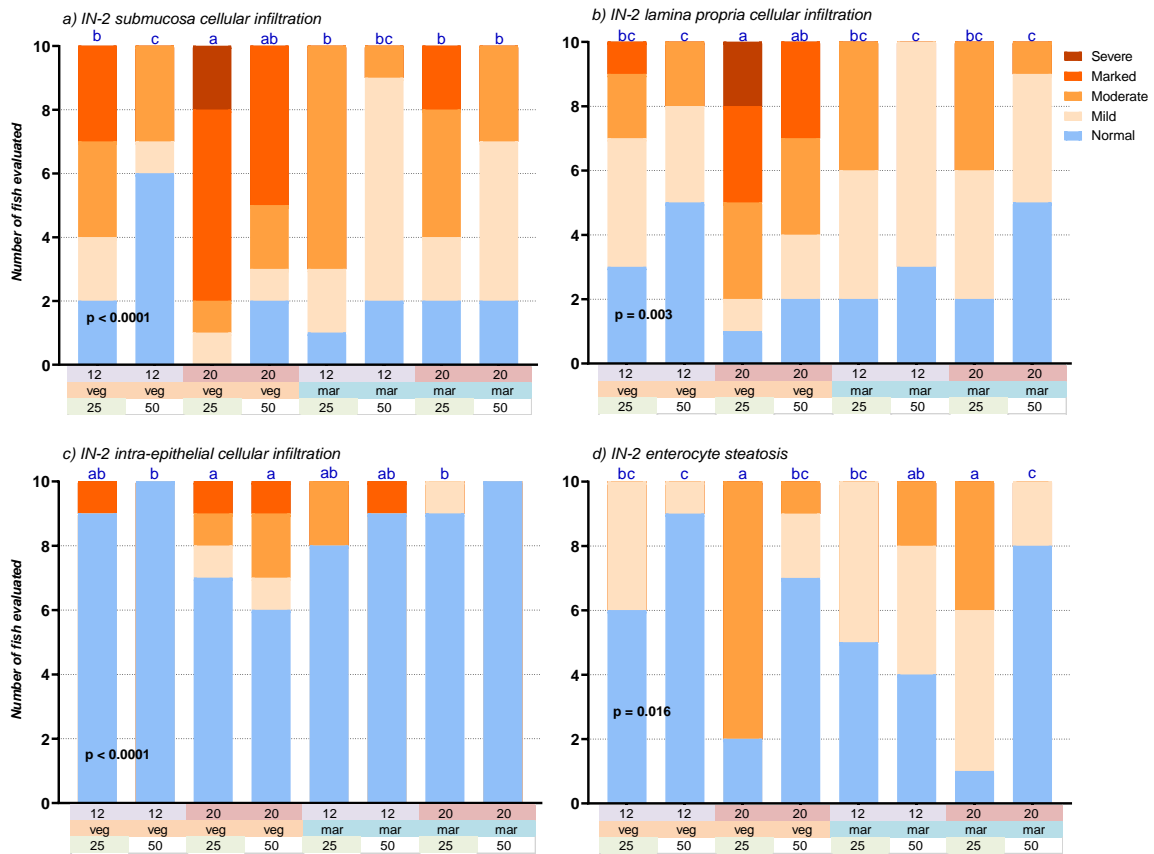 a) IN-2 submucosa cellular infiltration
b c a ab b bc b b
10
8
6
4
2
0
Number of fish evaluated
p < 0.0001
12 12 20 20 12 12 20 20
veg veg veg veg mar mar mar mar
25 50 25 50 25 50 25 50
b) IN-2 lamina propria cellular infiltration
bc c a ab bc c bc c
10
8
6
4
2
0
p = 0.003
12 12 20 20 12 12 20 20
veg veg veg veg mar mar mar mar
25 50 25 50 25 50 25 50
Severe
Marked
Moderate
Mild
Normal
c) IN-2 intra-epithelial cellular infiltration
ab b a a ab ab b
10
8
6
4
2
0
Number of fish evaluated
p < 0.0001
12 12 20 20 12 12 20 20
veg veg veg veg mar mar mar mar
25 50 25 50 25 50 25 50
d) IN-2 enterocyte steatosis
bc c a bc bc ab a c
10
8
6
4
2
0
p = 0.016
12 12 20 20 12 12 20 20
veg veg veg veg mar mar mar mar
25 50 25 50 25 50 25 50